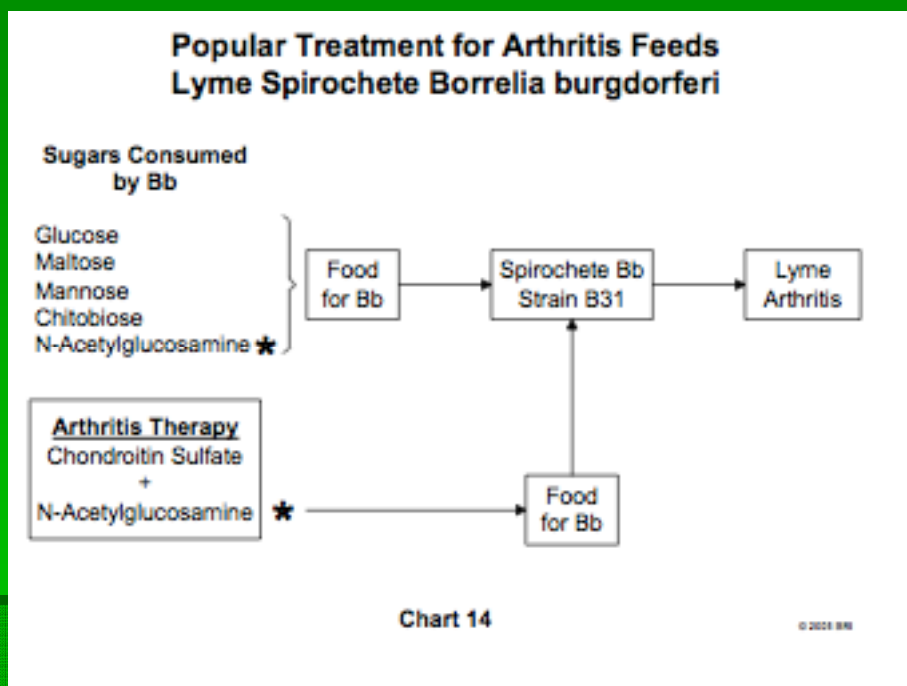 Popular Treatment for Arthritis Feeds
Lyme Spirochete Borrelia burgdorferi
Sugars Consumed
by Bb
Glucose
Maltose
Mannose
Chitobiose
N-Acetylglucosamine *
Food
for Bb
Spirochete Bb
Strain B31
Lyme
Arthritis
Arthritis Therapy
Chondroitin Sulfate
+
N-Acetylglucosamine *
Food
for Bb
Chart 14
©